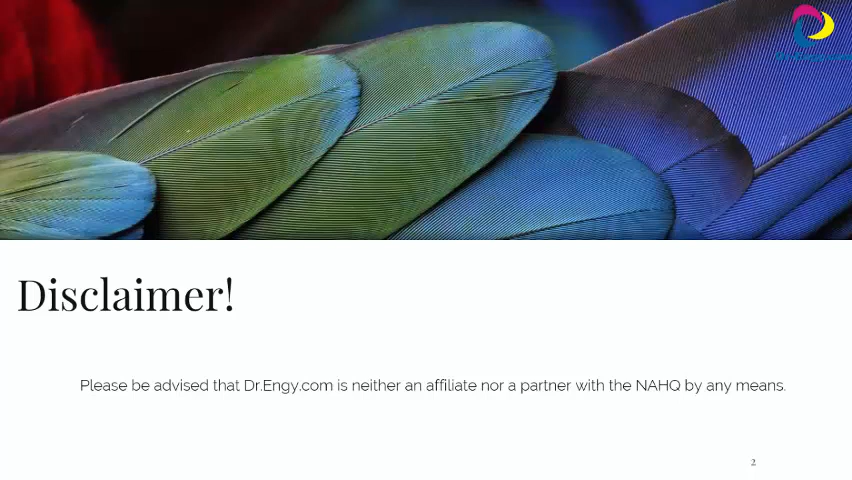 Disclaimer!
Please be advised that Dr.Engy.com is neither an affiliate nor a partner with the NAHQ by any means.
2